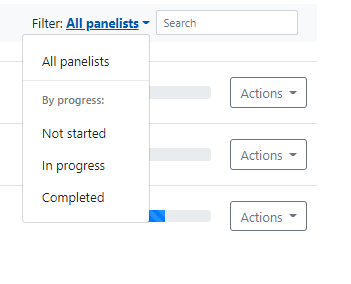 Filter: All panelists Search
All panelists
By progress:
Not started
In progress
Completed
Actions
Actions
Actions